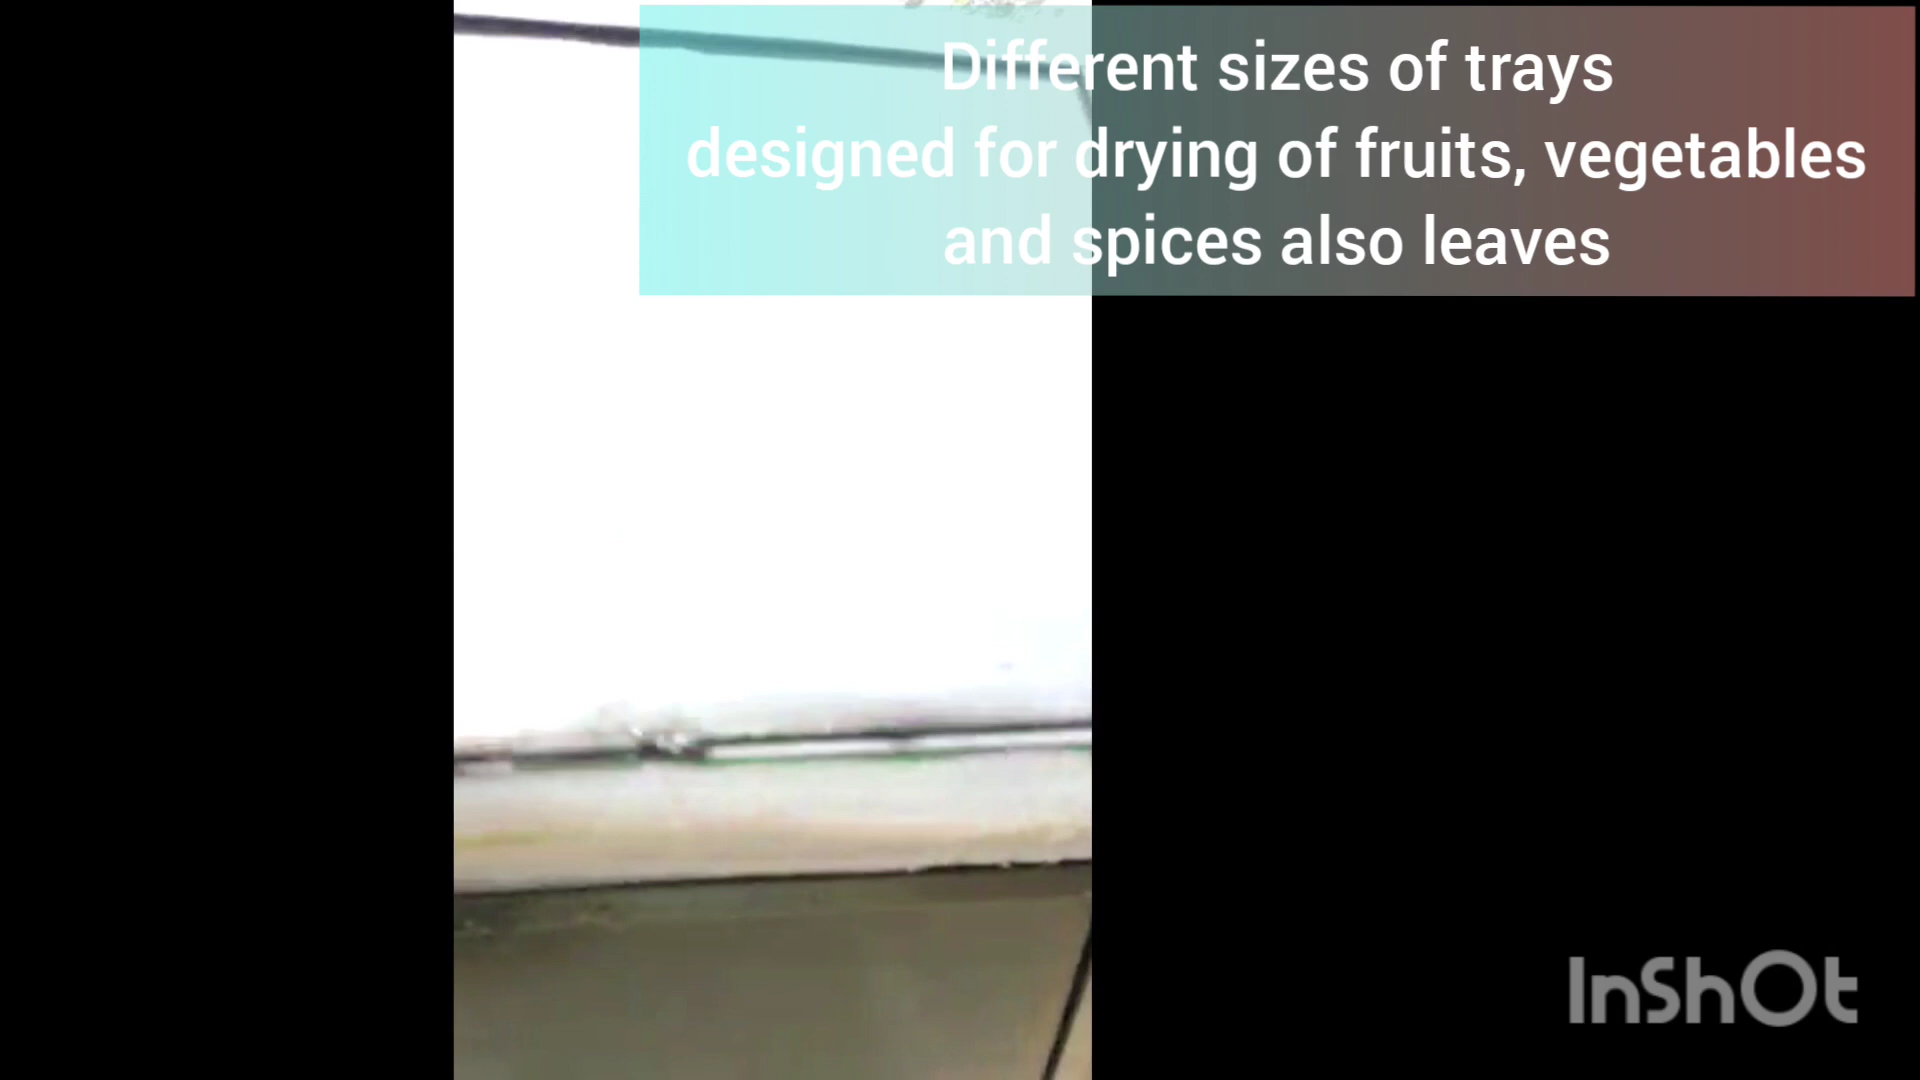 Different sizes of trays
designed for drying of fruits, vegetables
and spices also leaves
InShOt